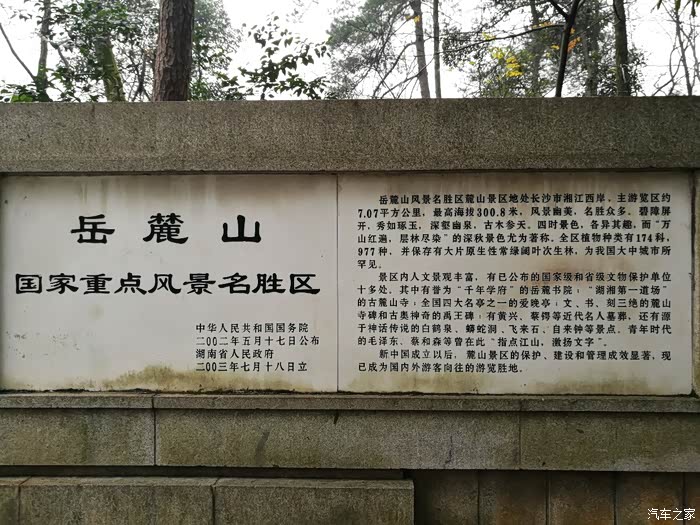 岳麓山
国家重点风景名胜区
中华人民共和国国务院
二00二年五月十七日公布
湖南省人民政府
二00三年七月十八日立
岳麓山风景名胜区麓山景区地处长沙市湘江西岸，主游览区约
7.07平方公里，最高海拔300.8米，风景幽美，名胜众多。碧障屏
开，秀如琢玉，深壑幽泉，古木参天。四时景色，各异其趣，而“万
山红遍，层林尽染”的深秋景色尤为著称。全区植物种类有174科，
977种，并保存有大片原生性常绿阔叶次生林，为我国大中城市所
罕见。
景区内人文景观丰富，有已公布的国家级和省级文物保护单位
十多处。其中有誉为“千年学府”的岳麓书院；“湖湘第一道场”
的古麓山寺；全国四大名亭之一的爱晚亭；文、书、刻三绝的麓山
寺碑和古奥神奇的禹王碑；有黄兴、蔡锷等近代名人墓葬，还有源
于神话传说的白鹤泉、蟒蛇洞、飞来石、自来钟等景点。青年时代
的毛泽东、蔡和森等曾在此“指点江山，激扬文字”。
新中国成立以后，麓山景区的保护、建设和管理成效显著，现
已成为国内外游客向往的游览胜地。
汽车之家